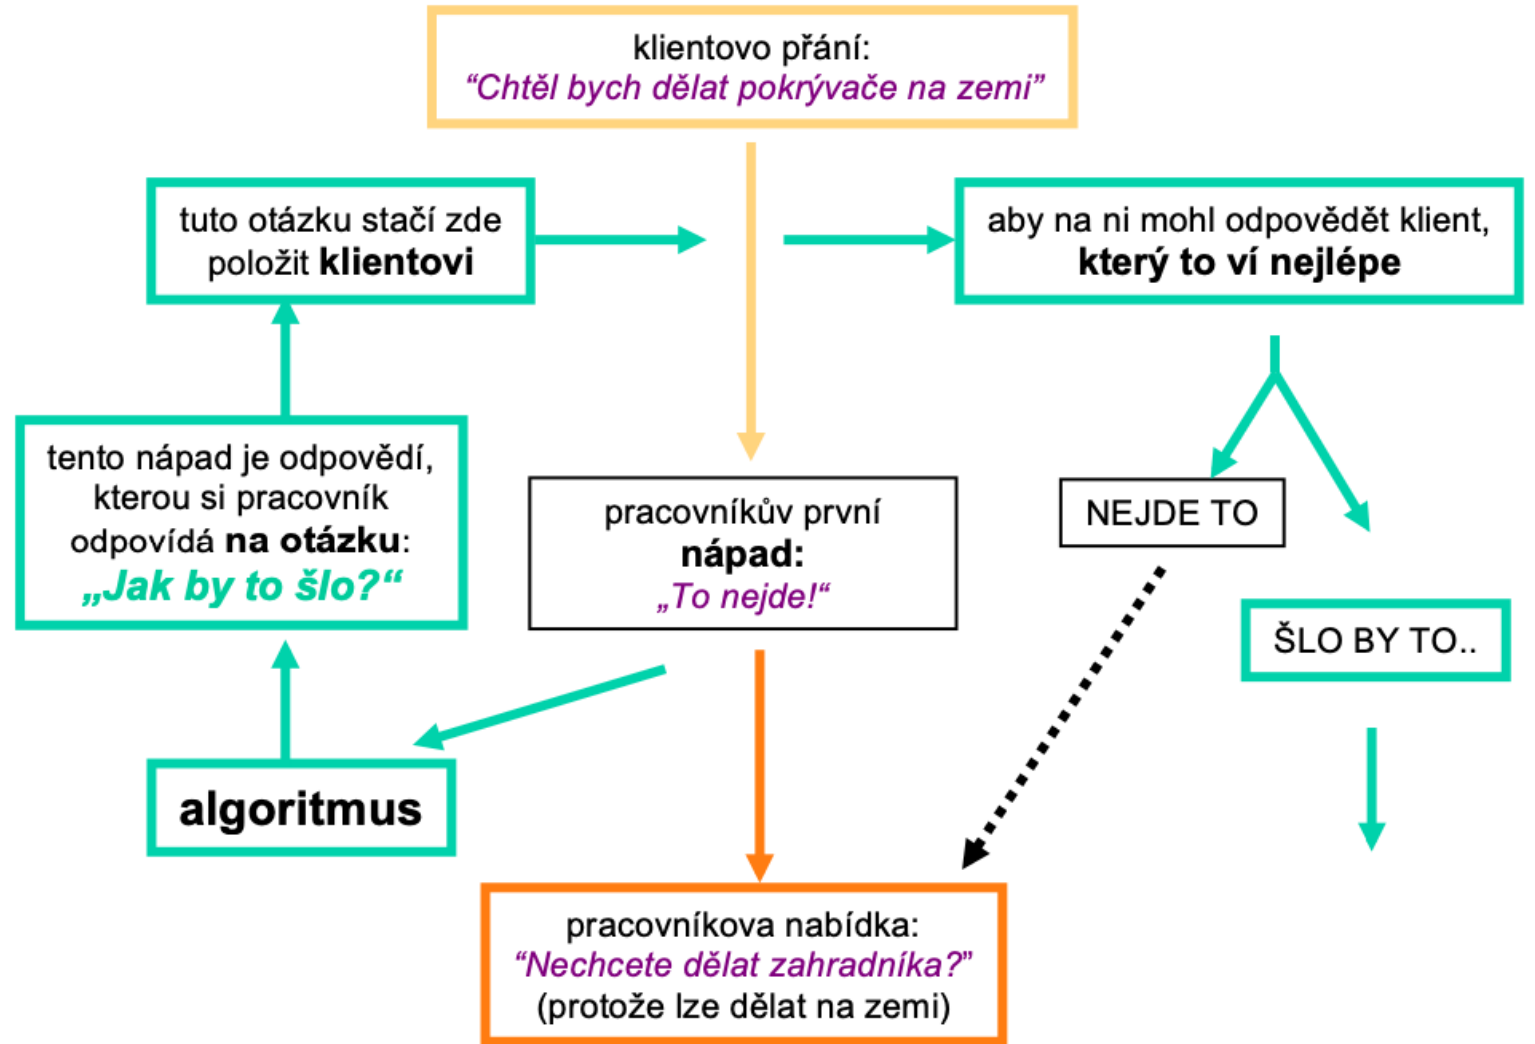 klientovo přání:
“Chtěl bych dělat pokrývače na zemi”
tuto otázku stačí zde
položit klientovi
aby na ni mohl odpovědět klient,
který to ví nejlépe
tento nápad je odpovědí,
kterou si pracovník
odpovídá na otázku:
„Jak by to šlo?“
pracovníkův první
nápad:
„To nejde!“
NEJDE TO
ŠLO BY TO..
algoritmus
pracovníkova nabídka:
“Nechcete dělat zahradníka?”
(protože lze dělat na zemi)